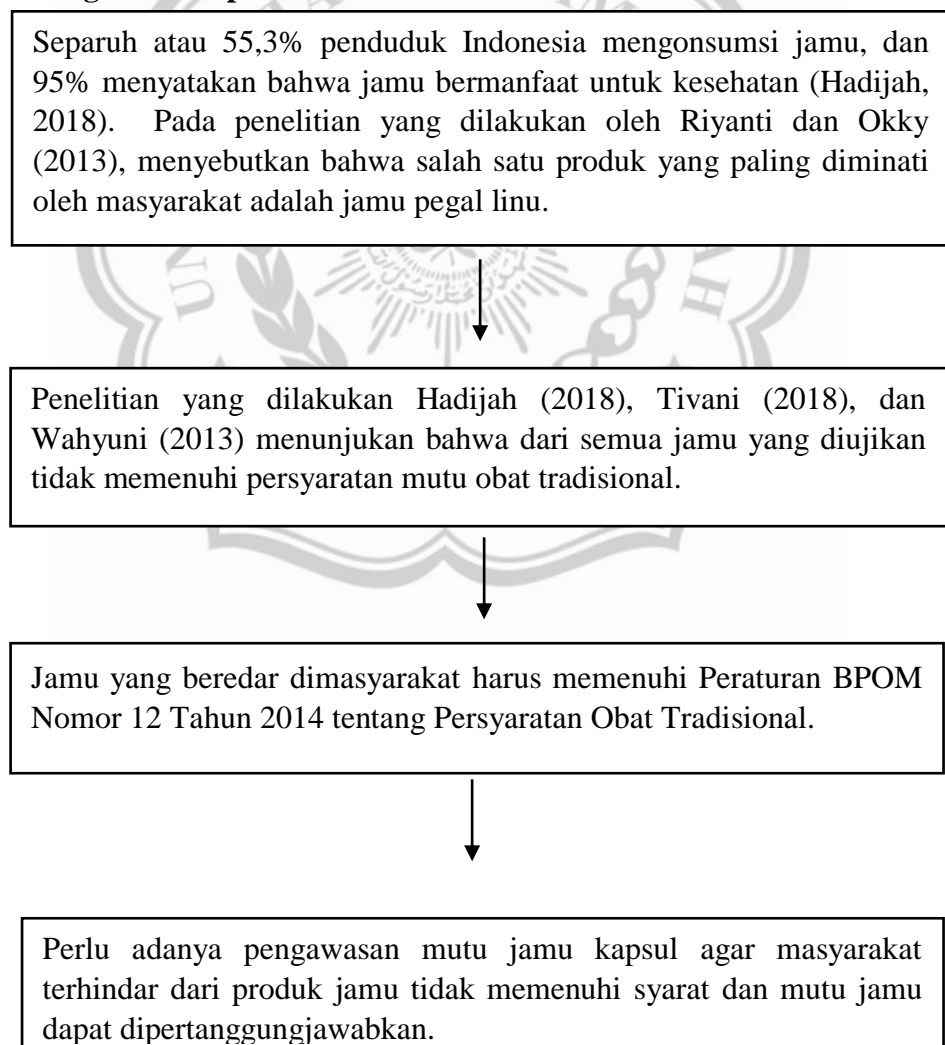 Separuh atau 55,3% penduduk Indonesia mengonsumsi jamu, dan
95% menyatakan bahwa jamu bermanfaat untuk kesehatan (Hadijah,
2018). Pada penelitian yang dilakukan oleh Riyanti dan Okky
(2013), menyebutkan bahwa salah satu produk yang paling diminati
oleh masyarakat adalah jamu pegal linu.
Penelitian yang dilakukan Hadijah (2018), Tivani (2018), dan
Wahyuni (2013) menunjukan bahwa dari semua jamu yang diujikan
tidak memenuhi persyaratan mutu obat tradisional.
Jamu yang beredar dimasyarakat harus memenuhi Peraturan BPOM
Nomor 12 Tahun 2014 tentang Persyaratan Obat Tradisional.
Perlu adanya pengawasan mutu jamu kapsul agar masyarakat
terhindar dari produk jamu tidak memenuhi syarat dan mutu jamu
dapat dipertanggungjawabkan.